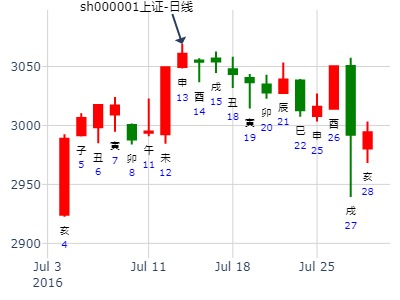 sh000001上证-日线
3050
3000
2950
2900
亥
4
子
5
丑
6
寅
7
卯
8
午
11
未
12
申
13
酉
14
戌
15
丑
18
寅
19
卯
20
辰
21
巳
22
申
25
酉
26
戌
27
亥
28
Jul 3
2016
Jul 11
Jul 18
Jul 25